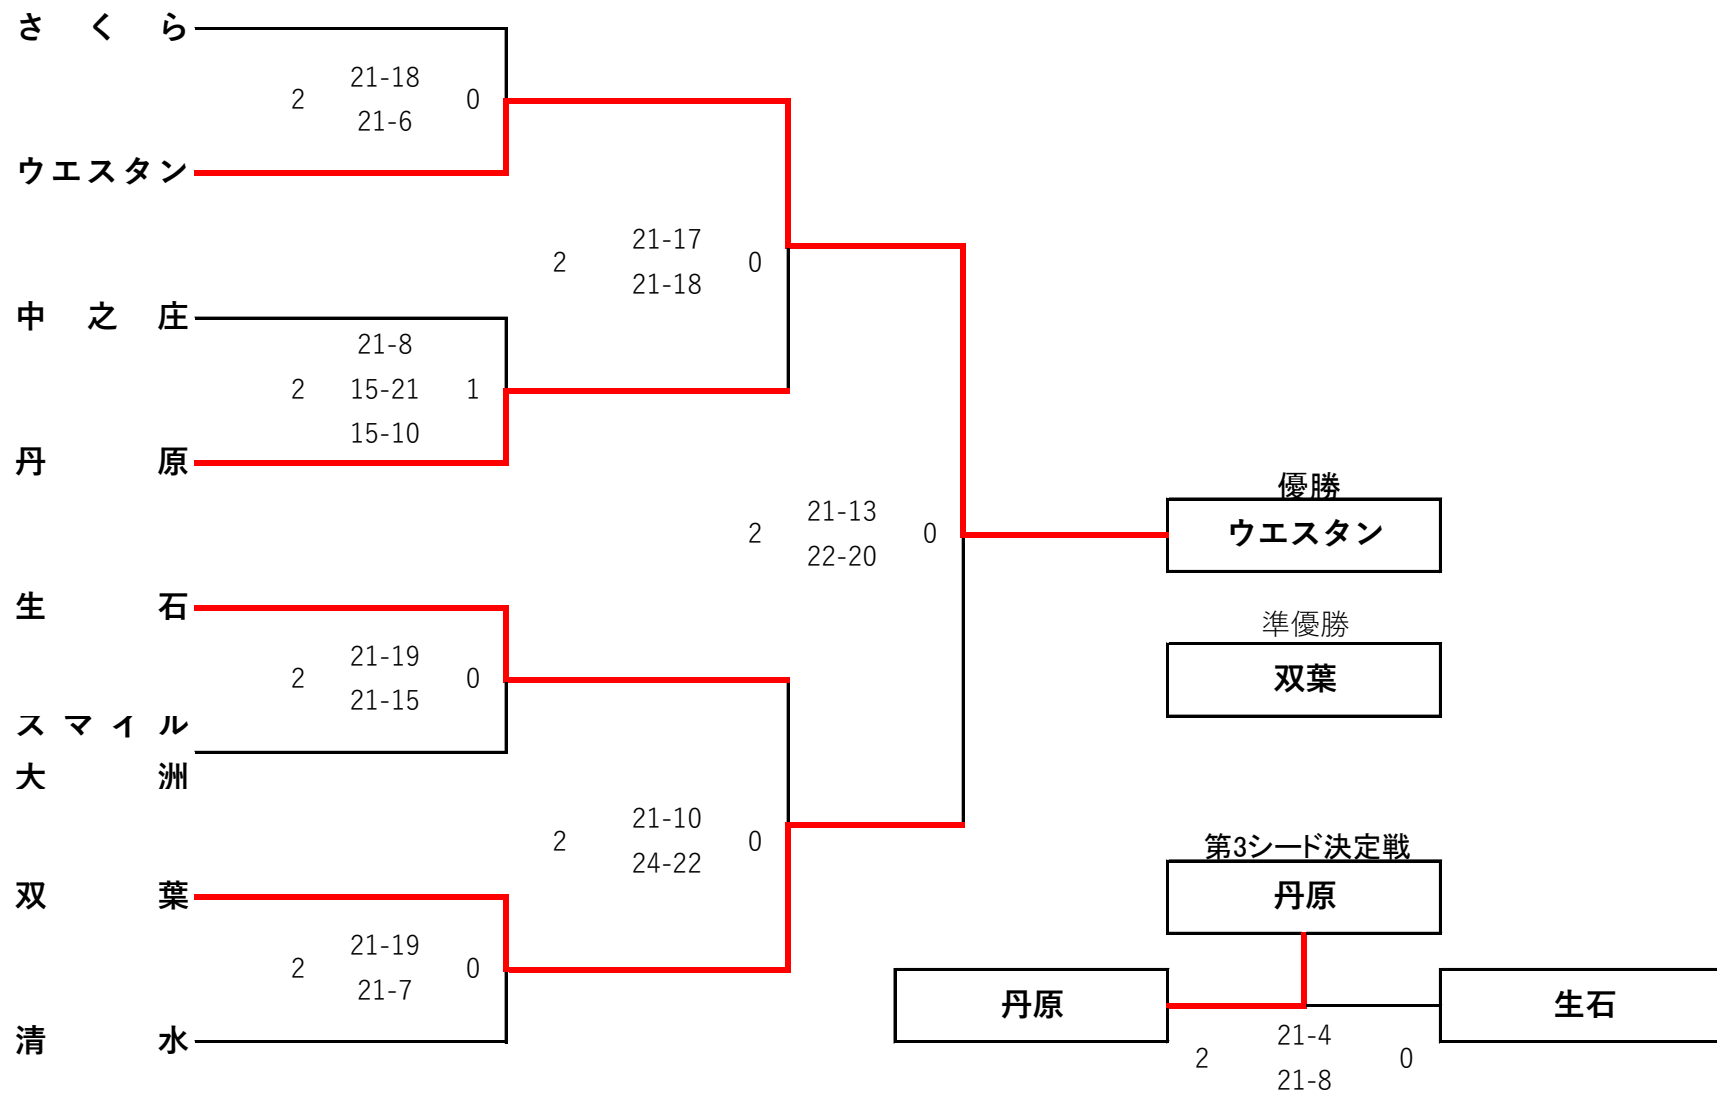 さくら
2 21-18 0
21-6
ウエスタン
2 21-17 0
21-18
中之庄
21-8
2 15-21 1
15-10
丹原
優勝
ウエスタン
2 21-13 0
22-20
生石
準優勝
双葉
2 21-19 0
21-15
スマイル
大洲
2 21-10 0
24-22
第3シード決定戦
丹原
双葉
2 21-19 0
21-7
丹原 生石
清水
2 21-4 0
21-8